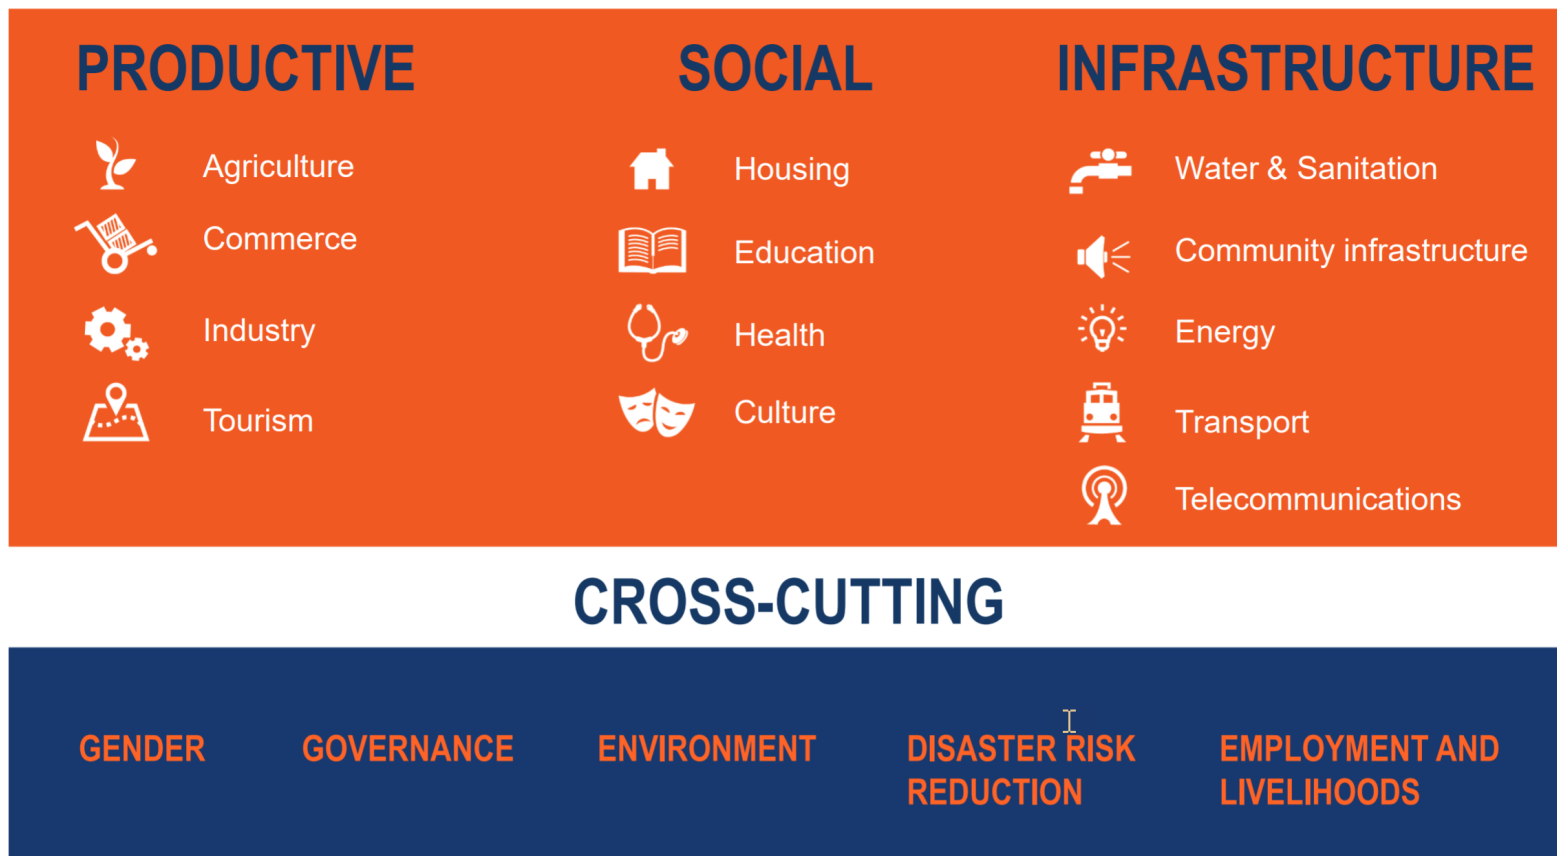 PRODUCTIVE
Agriculture
Commerce
Industry
Tourism
SOCIAL
Housing
Education
Health
Culture
INFRASTRUCTURE
Water & Sanitation
Community infrastructure
Energy
Transport
Telecommunications
CROSS-CUTTING
GENDER
GOVERNANCE
ENVIRONMENT
DISASTER RISK
REDUCTION
EMPLOYMENT AND
LIVELIHOODS